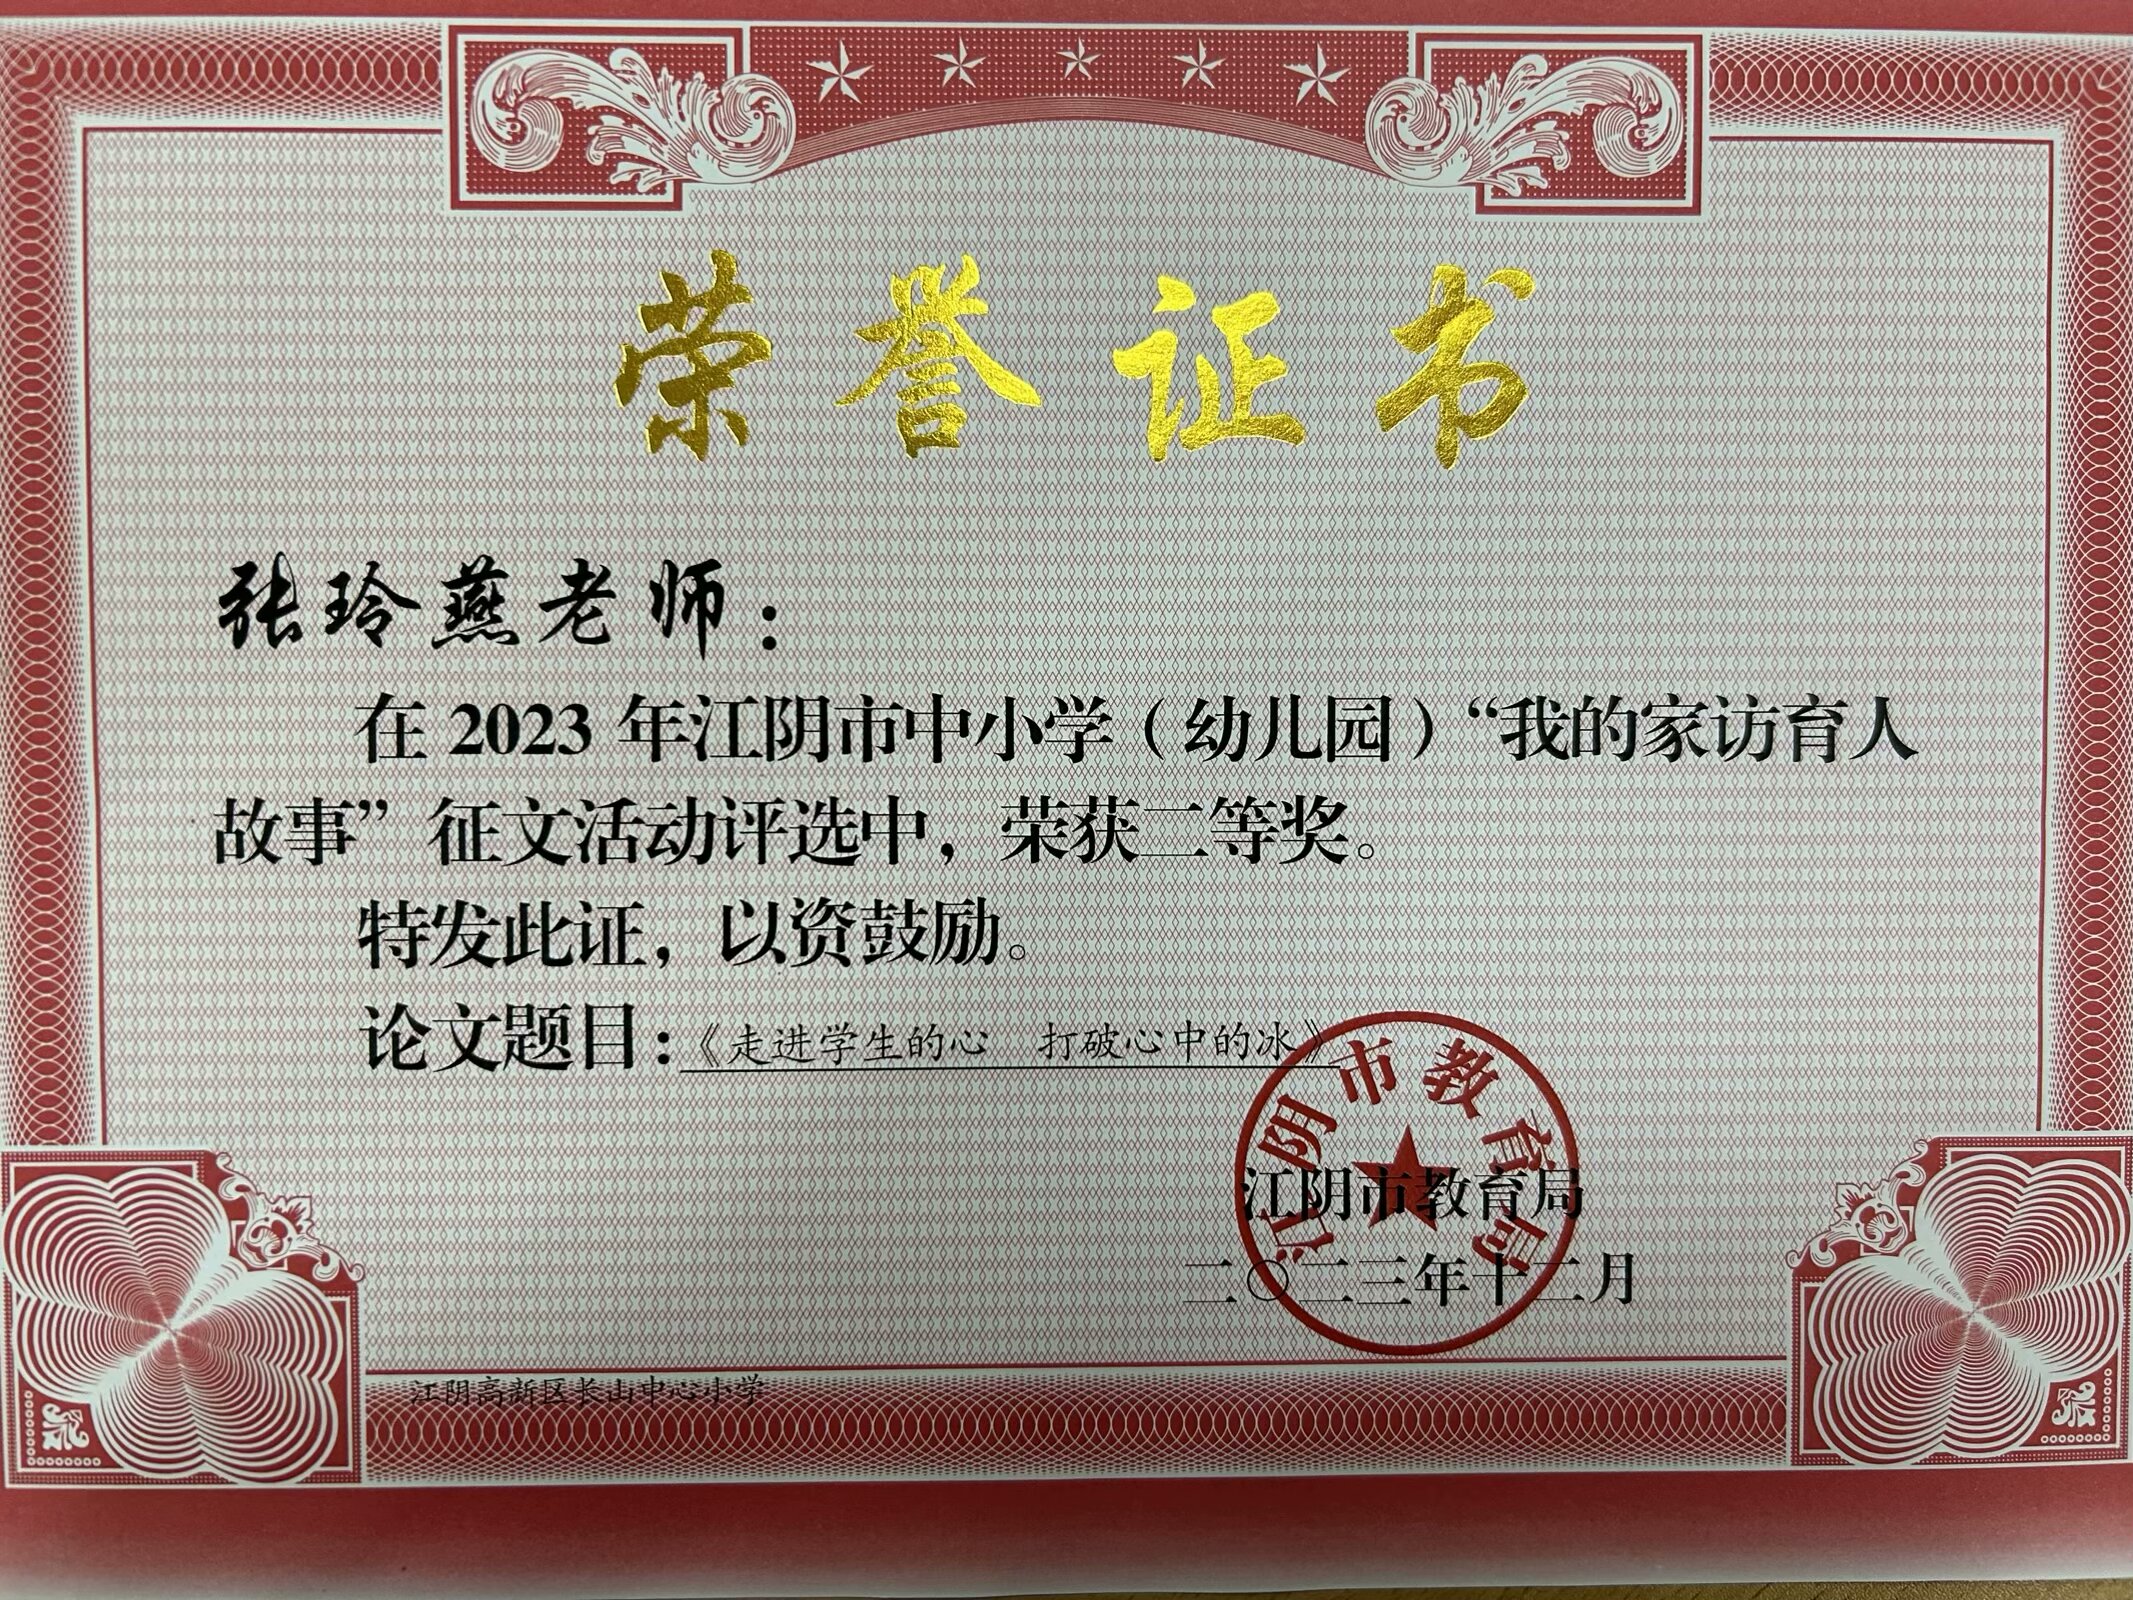 荣誉证书
张玲燕老师：
在 2023 年江阴市中小学（幼儿园）“我的家访育人
故事”征文活动评选中，荣获二等奖。
特发此证，以资鼓励。
论文题目：《走进学生的心　打破心中的冰》
江阴市教育局
江阴市教育局
二〇二三年十二月
江阴高新区长山中心小学